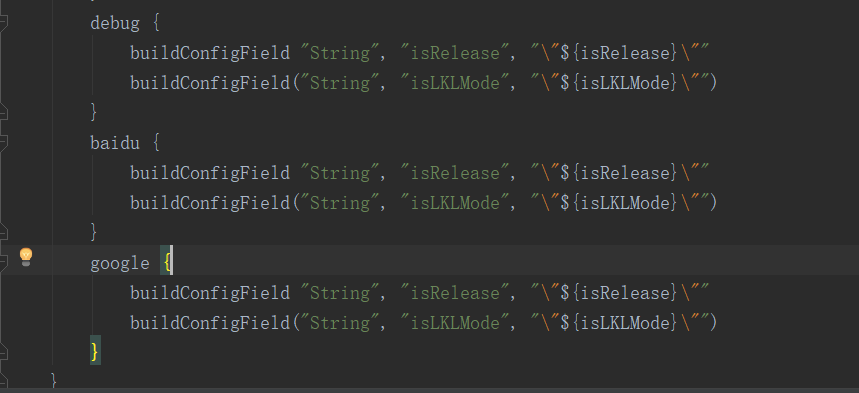 debug {
buildConfigField "String", "isRelease", "\"${isRelease}\""
buildConfigField("String", "isLKLMode", "\"${isLKLMode}\"")
}
baidu {
buildConfigField "String", "isRelease", "\"${isRelease}\""
buildConfigField("String", "isLKLMode", "\"${isLKLMode}\"")
}
google {
buildConfigField "String", "isRelease", "\"${isRelease}\""
buildConfigField("String", "isLKLMode", "\"${isLKLMode}\"")
}
}